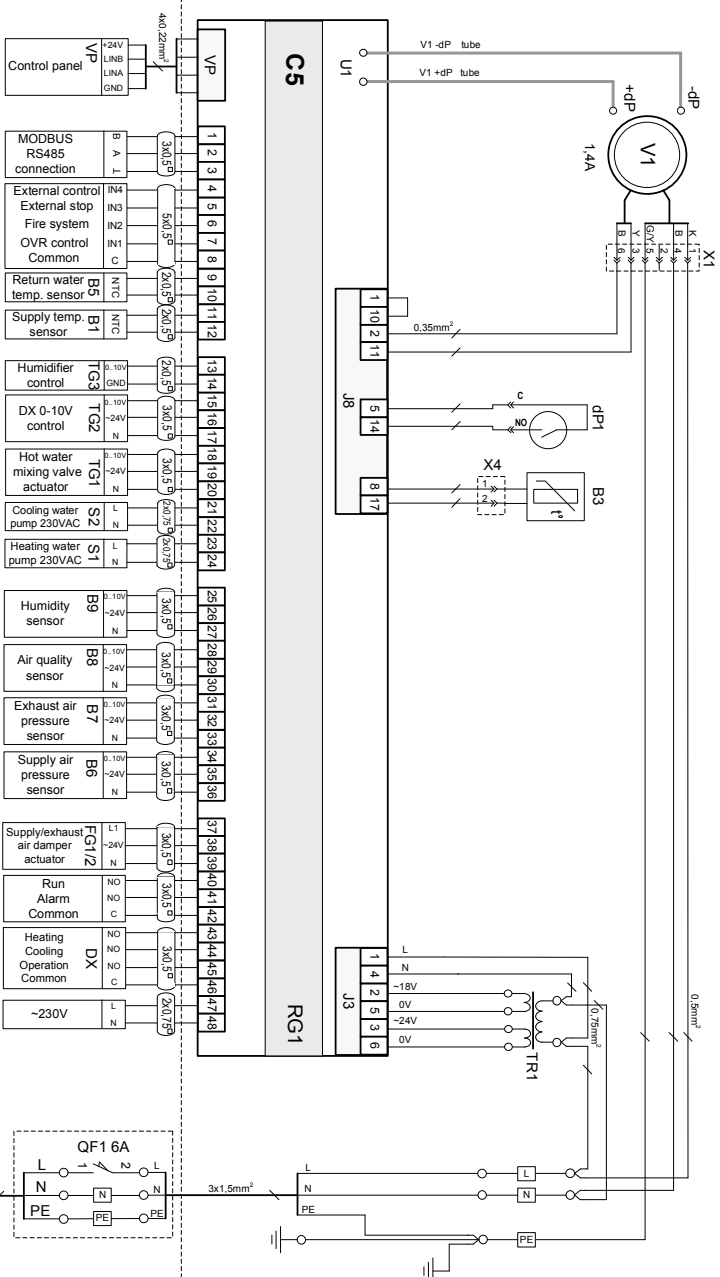 VP
Control panel
+24V
LINB
LINA
GND
4x0,22mm²
VP
C5
U1
V1 -dP tube
V1 +dP tube
+dP
-dP
V1
1,4A
X1
K 1
B 4
2
G/Y 5
Y 3
B 6
MODBUS
RS485
connection
B
A
⊥
3x0,5
1
2
3
External control
External stop
Fire system
OVR control
Common
IN4
IN3
IN2
IN1
C
5x0,5
4
5
6
7
8
Return water
temp. sensor
B5
NTC
2x0,5
9
10
Supply temp.
sensor
B1
NTC
2x0,5
11
12
Humidifier
control
TG3
0..10V
GND
2x0,5
13
14
DX 0-10V
control
TG2
0..10V
~24V
N
3x0,5
15
16
17
Hot water
mixing valve
actuator
TG1
0..10V
~24V
N
3x0,5
18
19
20
Cooling water
pump 230VAC
S2
L
N
2x0,75
21
22
Heating water
pump 230VAC
S1
L
N
2x0,75
23
24
Humidity
sensor
B9
0..10V
~24V
N
3x0,5
25
26
27
Air quality
sensor
B8
0..10V
~24V
N
3x0,5
28
29
30
Exhaust air
pressure
sensor
B7
0..10V
~24V
N
3x0,5
31
32
33
Supply air
pressure
sensor
B6
0..10V
~24V
N
3x0,5
34
35
36
Supply/exhaust
air damper
actuator
FG1/2
L1
~24V
N
3x0,5
37
38
39
Run
Alarm
Common
NO
NO
C
3x0,5
40
41
42
Heating
Cooling
Operation
Common
DX
NO
NO
NO
C
3x0,5
43
44
45
46
~230V
L
N
2x0,75
47
48
RG1
J8
1
10
2
11
5
14
8
17
0,35mm²
C
NO
dP1
X4
1
2
t°
B3
J3
1
4
2
5
3
6
L
N
~18V
0V
~24V
0V
TR1
0,75mm²
0,5mm²
QF1 6A
L 1 2 L
N N N
PE PE PE
3x1,5mm²
L
N
PE
L
N
PE